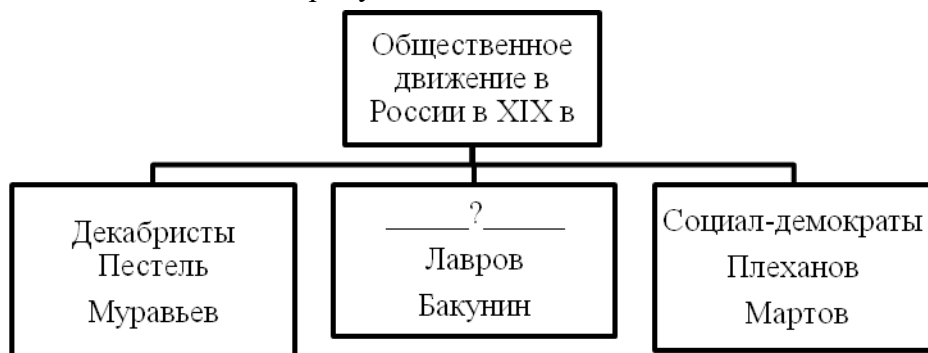 Общественное
движение в
России в XIX в
Декабристы
Пестель
Муравьев
_____?_____
Лавров
Бакунин
Социал-демократы
Плеханов
Мартов